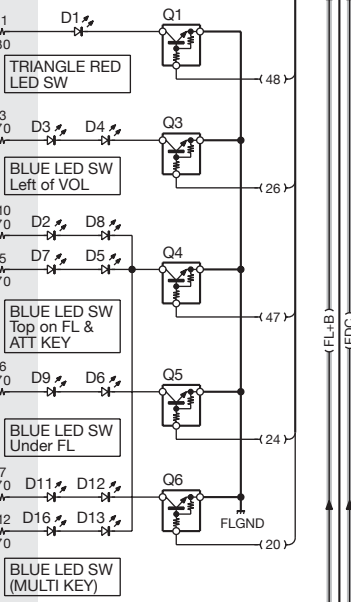 D1 Q1
TRIANGLE RED
LED SW
48
D3 D4 Q3
BLUE LED SW
Left of VOL
26
D2 D8
D7 D5 Q4
BLUE LED SW
Top on FL &
ATT KEY
47
FL+B
D9 D6 Q5
BLUE LED SW
Under FL
24
D11 D12 Q6
D16 D13
FLGND
20
BLUE LED SW
(MULTI KEY)